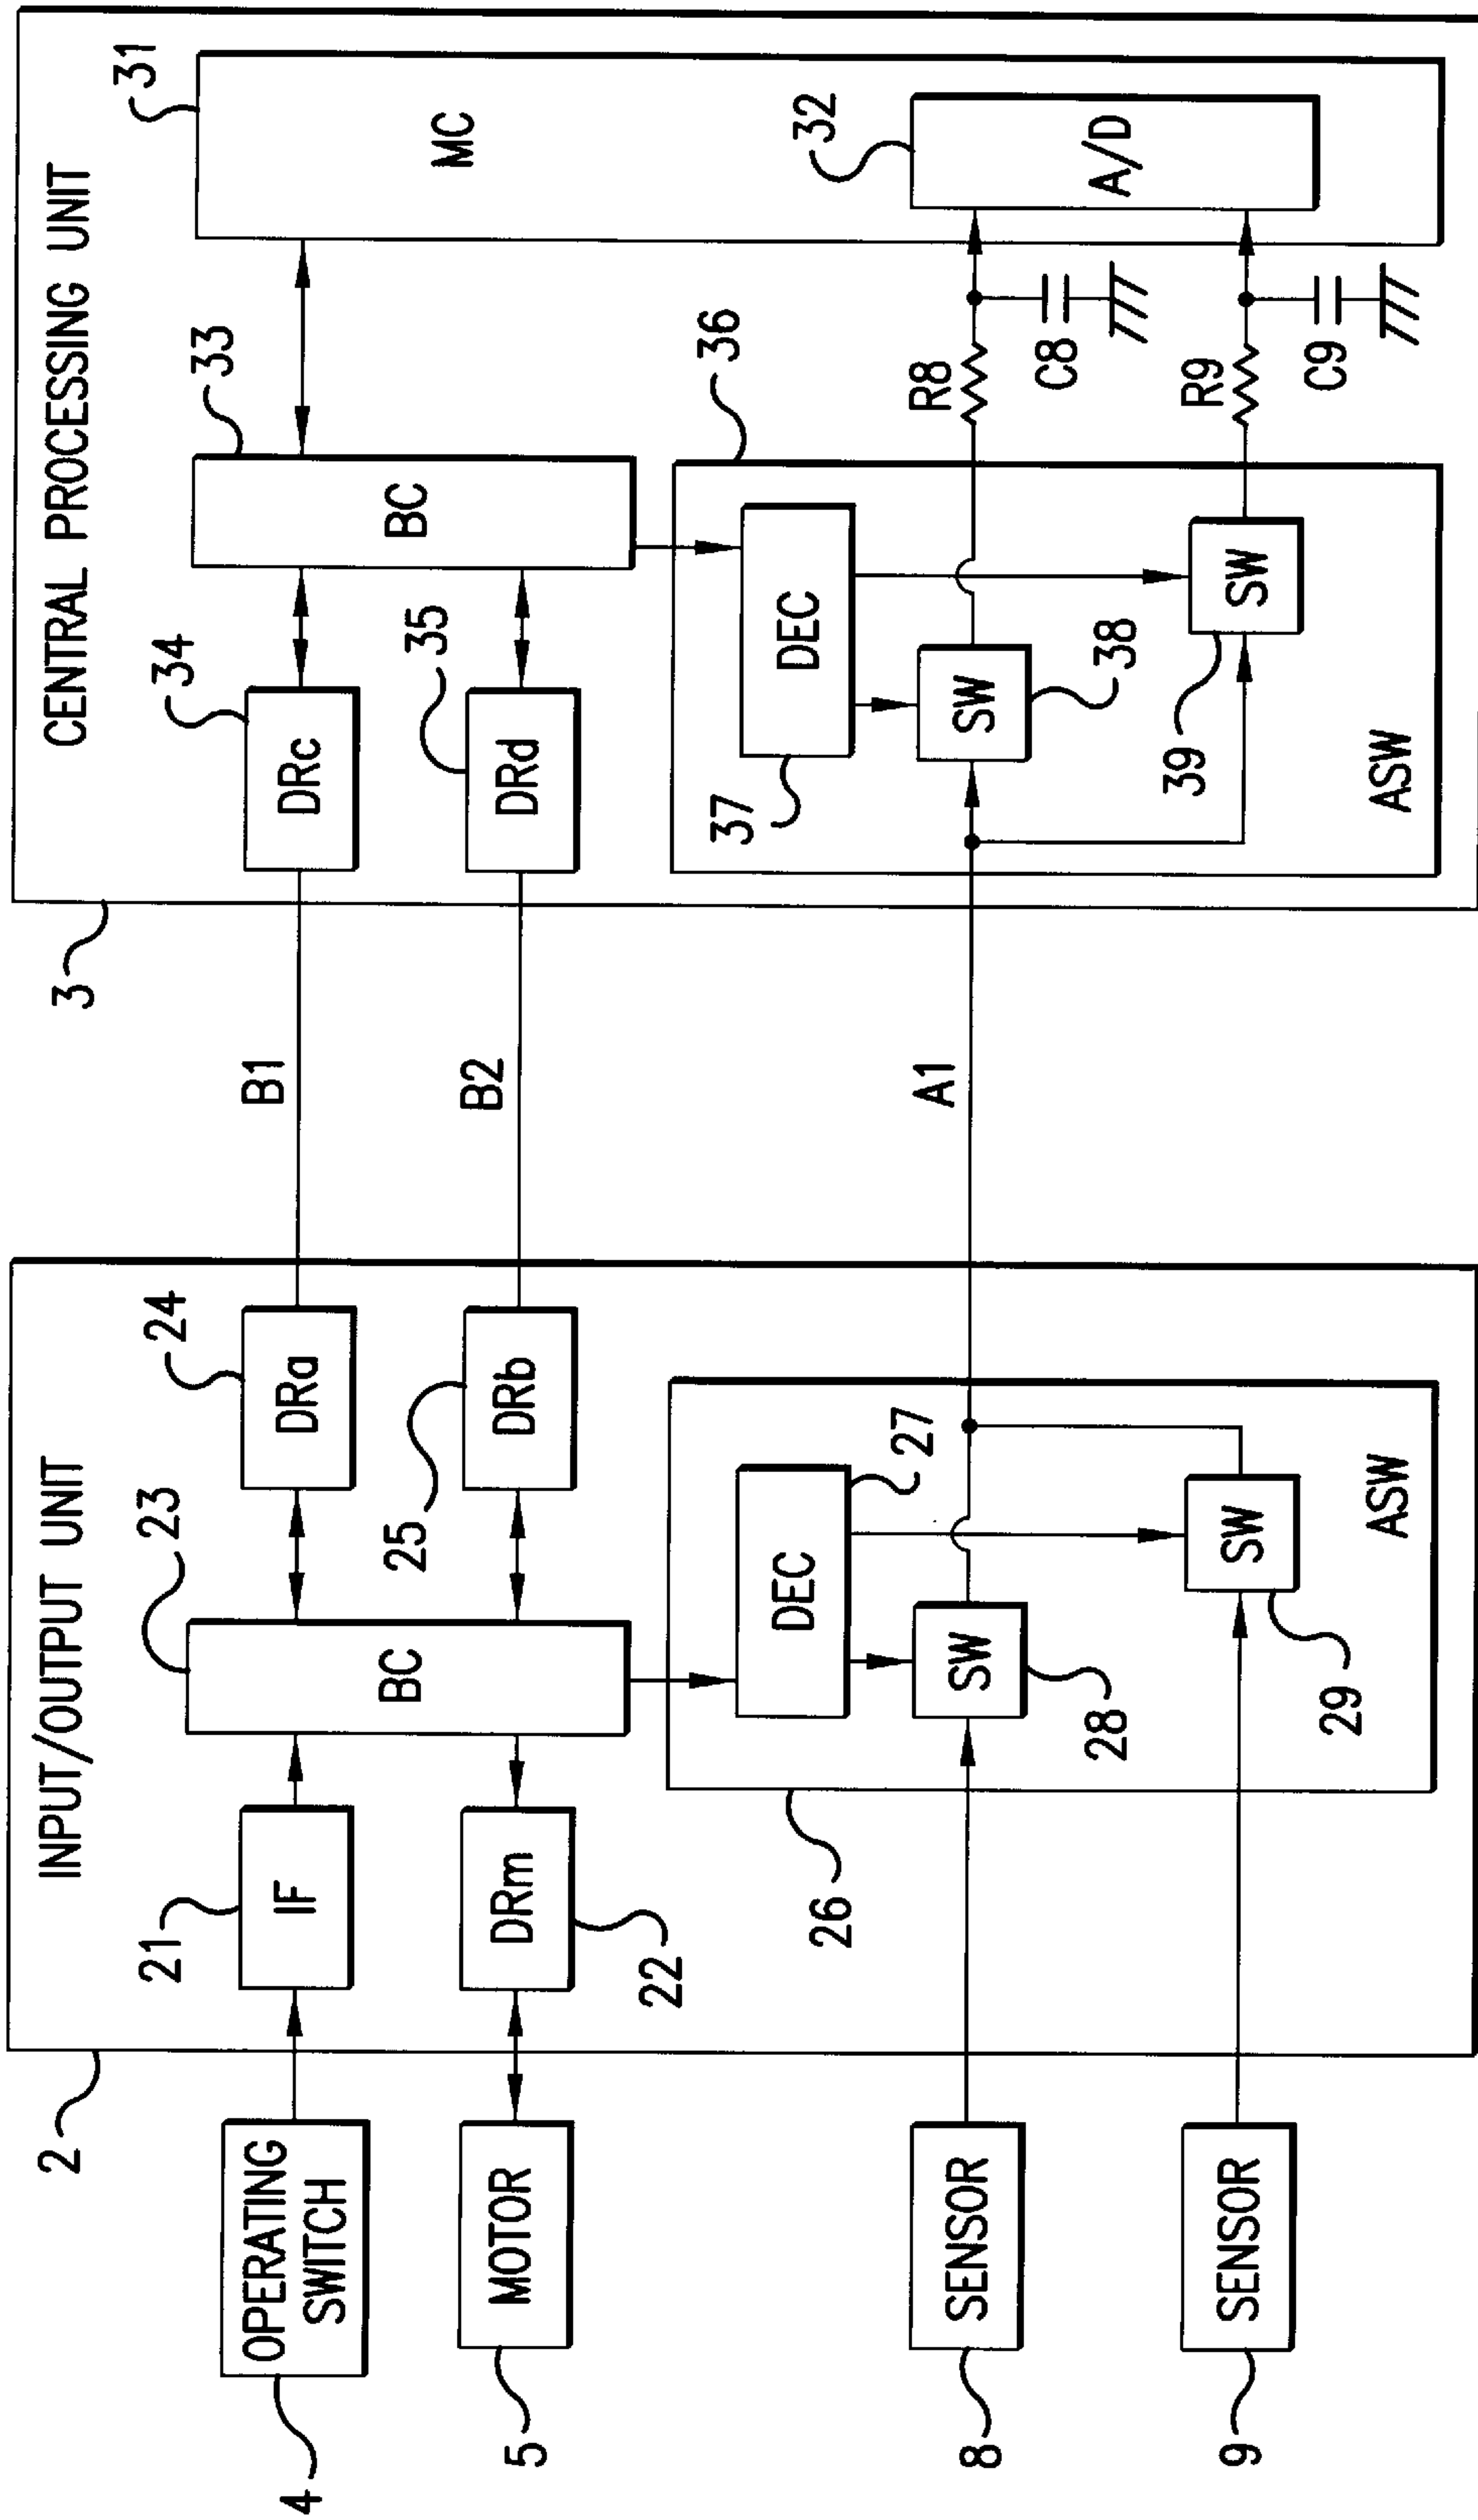 INPUT/OUTPUT UNIT
CENTRAL PROCESSING UNIT
2
3
4
OPERATING
SWITCH
21
IF
23
BC
24
DRa
B1
34
DRc
33
BC
31
MC
5
MOTOR
22
DRm
25
DRb
B2
35
DRd
26
DEC
27
37
DEC
36
32
A/D
8
SENSOR
SW
28
A1
SW
38
R8
C8
9
SENSOR
SW
29
ASW
39
SW
ASW
R9
C9